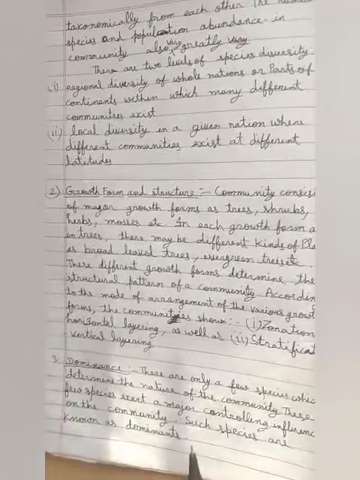 taxonomically from each other. The number
species and population abundance in
community also vary greatly
There are two levels of species diversity
i) regional diversity of whole nations or Parts of
continents within which many different
communities exist
ii) local diversity in a given nation where
different communities exist at different
latitudes
2) Growth Form and structure :- Community consist
of major growth forms as trees, shrubs,
herbs, mosses etc. In each growth form a
in trees, there may be different kinds of Pl
as broad leaved trees, evergreen trees etc
These different growth forms determine the
structural pattern of a community. Accordin
to the mode of arrangement of the various growt
forms, the communities shows :- (i) Zonation
horizontal layering, as well as (ii) Stratificat
vertical layering
3. Dominance :- There are only a few species whic
determine the nature of the community. These
few species exert a major controlling influenc
on the community. Such species are
known as dominants